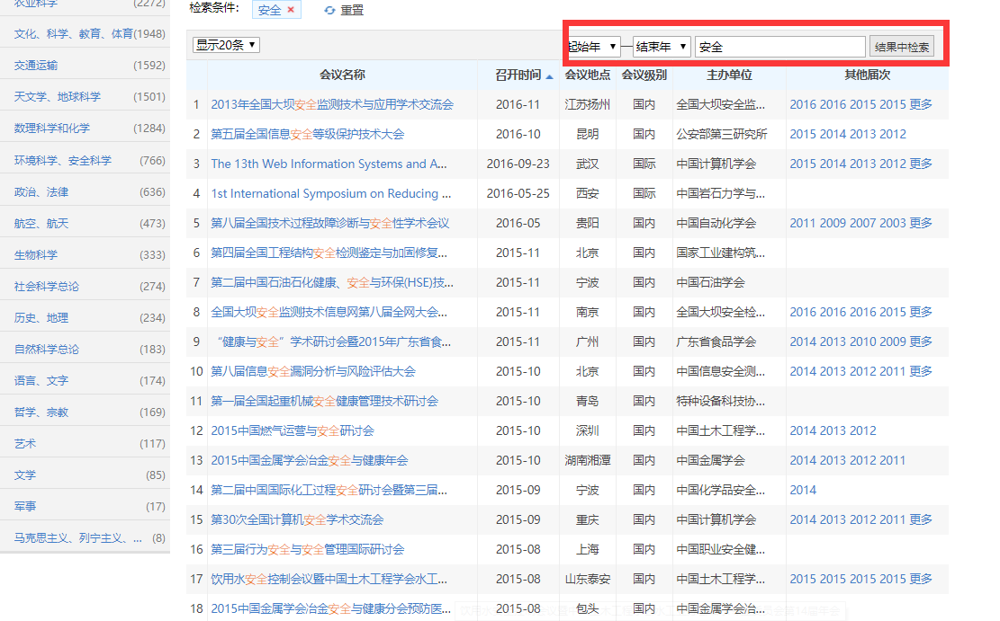 检索条件： 安全 × 重置
农业科学 (2272)
文化、科学、教育、体育(1948)
交通运输 (1592)
天文学、地球科学 (1501)
数理科学和化学 (1284)
环境科学、安全科学 (766)
政治、法律 (636)
航空、航天 (473)
生物科学 (333)
社会科学总论 (274)
历史、地理 (234)
自然科学总论 (183)
语言、文字 (174)
哲学、宗教 (169)
艺术 (117)
文学 (85)
军事 (17)
马克思主义、列宁主义、... (8)
显示20条 起始年 — 结束年 安全 结果中检索
会议名称 召开时间 会议地点 会议级别 主办单位 其他届次
1 2013年全国大坝安全监测技术与应用学术交流会 2016-11 江苏扬州 国内 全国大坝安全监... 2016 2016 2015 2015 更多
2 第五届全国信息安全等级保护技术大会 2016-10 昆明 国内 公安部第三研究所 2015 2014 2013 2012
3 The 13th Web Information Systems and A... 2016-09-23 武汉 国际 中国计算机学会 2015 2014 2013 2012 更多
4 1st International Symposium on Reducing ... 2016-05-25 西安 国际 中国岩石力学与...
5 第八届全国技术过程故障诊断与安全性学术会议 2016-05 贵阳 国内 中国自动化学会 2011 2009 2007 2003 更多
6 第四届全国工程结构安全检测鉴定与加固修复... 2015-11 北京 国内 国家工业建构筑...
7 第二届中国石油石化健康、安全与环保(HSE)技... 2015-11 宁波 国内 中国石油学会
8 全国大坝安全监测技术信息网第八届全网大会... 2015-11 南京 国内 全国大坝安全检... 2016 2016 2016 2015 更多
9 “健康与安全”学术研讨会暨2015年广东省食... 2015-11 广州 国内 广东省食品学会 2014 2013 2010 2009 更多
10 第八届信息安全漏洞分析与风险评估大会 2015-10 北京 国内 中国信息安全测... 2014 2013 2012 2011 更多
11 第一届全国起重机械安全健康管理技术研讨会 2015-10 青岛 国内 特种设备科技协...
12 2015中国燃气运营与安全研讨会 2015-10 深圳 国内 中国土木工程学... 2014 2013 2012
13 2015中国金属学会冶金安全与健康年会 2015-10 湖南湘潭 国内 中国金属学会 2014 2013 2012 2011
14 第二届中国国际化工过程安全研讨会暨第三届... 2015-09 宁波 国内 中国化学品安全... 2014
15 第30次全国计算机安全学术交流会 2015-09 重庆 国内 中国计算机学会 2014 2013 2012 2011 更多
16 第三届行为安全与安全管理国际研讨会 2015-08 上海 国内 中国职业安全健...
17 饮用水安全控制会议暨中国土木工程学会水工... 2015-08 山东泰安 国内 中国土木工程学... 2015 2015 2015 2015 更多
18 2015中国金属学会冶金安全与健康分会预防医... 2015-08 包头 国内 中国金属学会冶...